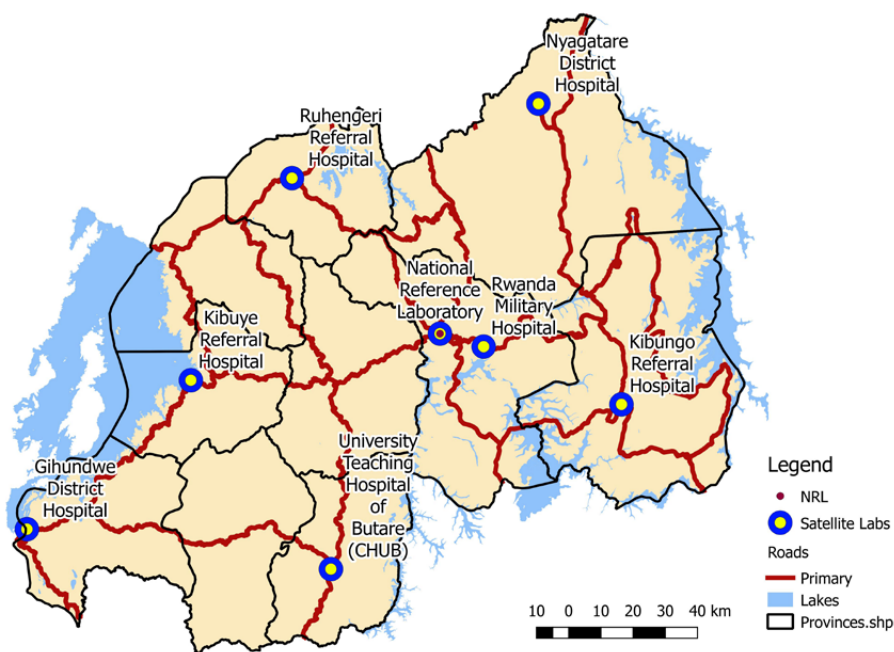 Nyagatare
District
Hospital
Ruhengeri
Referral
Hospital
National
Reference
Laboratory
Rwanda
Military
Hospital
Kibuye
Referral
Hospital
Kibungo
Referral
Hospital
University
Teaching
Hospital
of
Butare
(CHUB)
Gihundwe
District
Hospital
Legend
NRL
Satellite Labs
Roads
Primary
Lakes
Provinces.shp
10 0 10 20 30 40 km